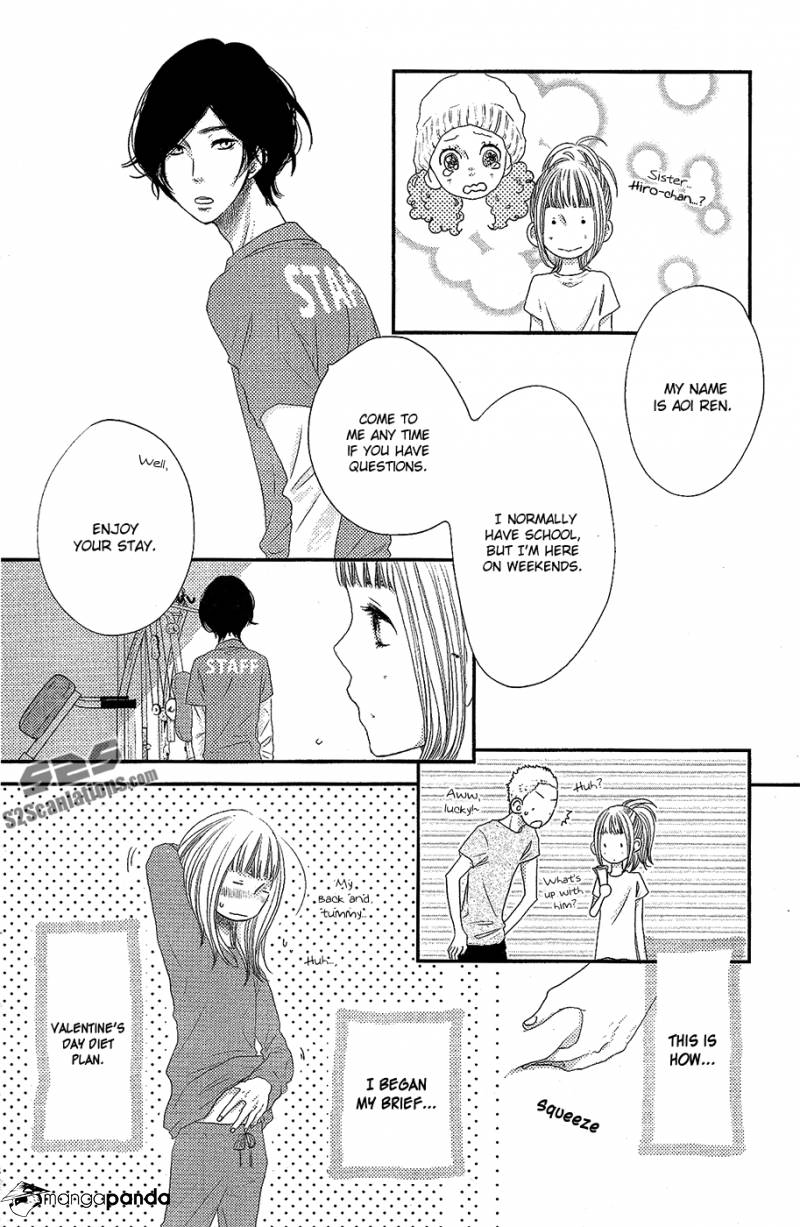 Sister...
Hiro-chan...?
MY NAME
IS AOI REN.
STAFF
COME TO
ME ANY TIME
IF YOU HAVE
QUESTIONS.
I NORMALLY
HAVE SCHOOL,
BUT I'M HERE
ON WEEKENDS.
Well,
ENJOY
YOUR STAY.
STAFF
Huh?
Aww,
lucky!
What's
up with
him?
THIS IS
HOW...
Squeeze
I BEGAN
MY BRIEF...
My
back and
tummy...
Huh...
VALENTINE'S
DAY DIET
PLAN.
S2S
S2Scanlations.com
mangapanda